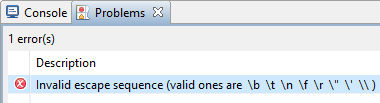 Console Problems
1 error(s)
Description
Invalid escape sequence (valid ones are \b \t \n \f \r \" \' \\ )